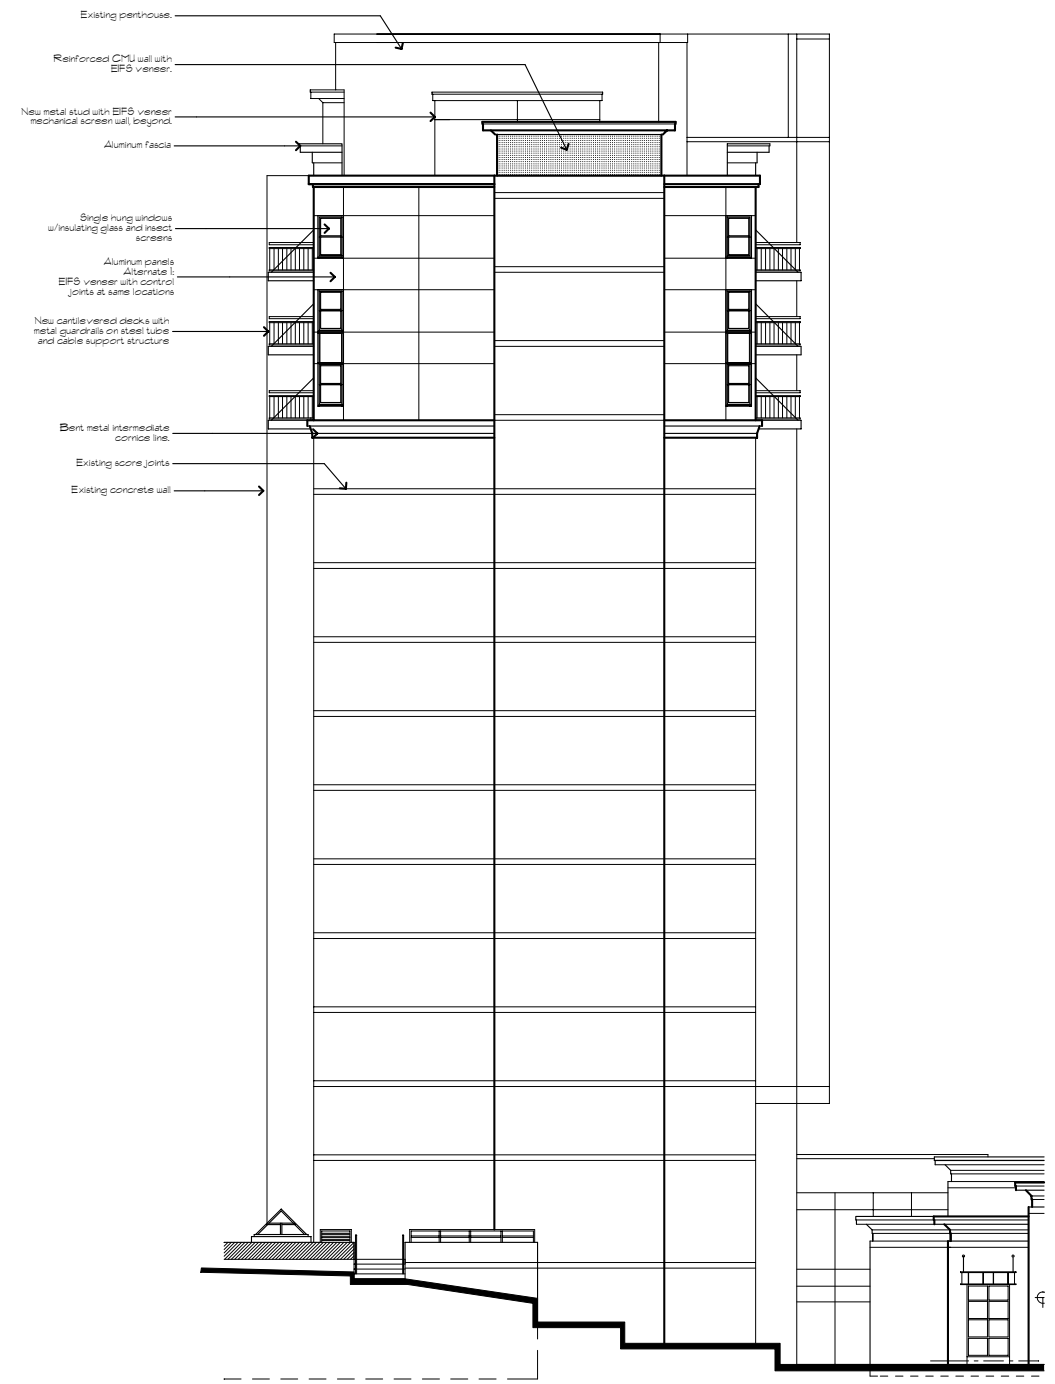 Existing penthouse.
Reinforced CMU wall with
EIFS veneer.
New metal stud with EIFS veneer
mechanical screen wall, beyond.
Aluminum fascia
Single hung windows
w/insulating glass and insect
screens
Aluminum panels
Alternate 1:
EIFS veneer with control
joints at same locations
New cantilevered decks with
metal guardrails on steel tube
and cable support structure
Bent metal intermediate
cornice line.
Existing score joints
Existing concrete wall